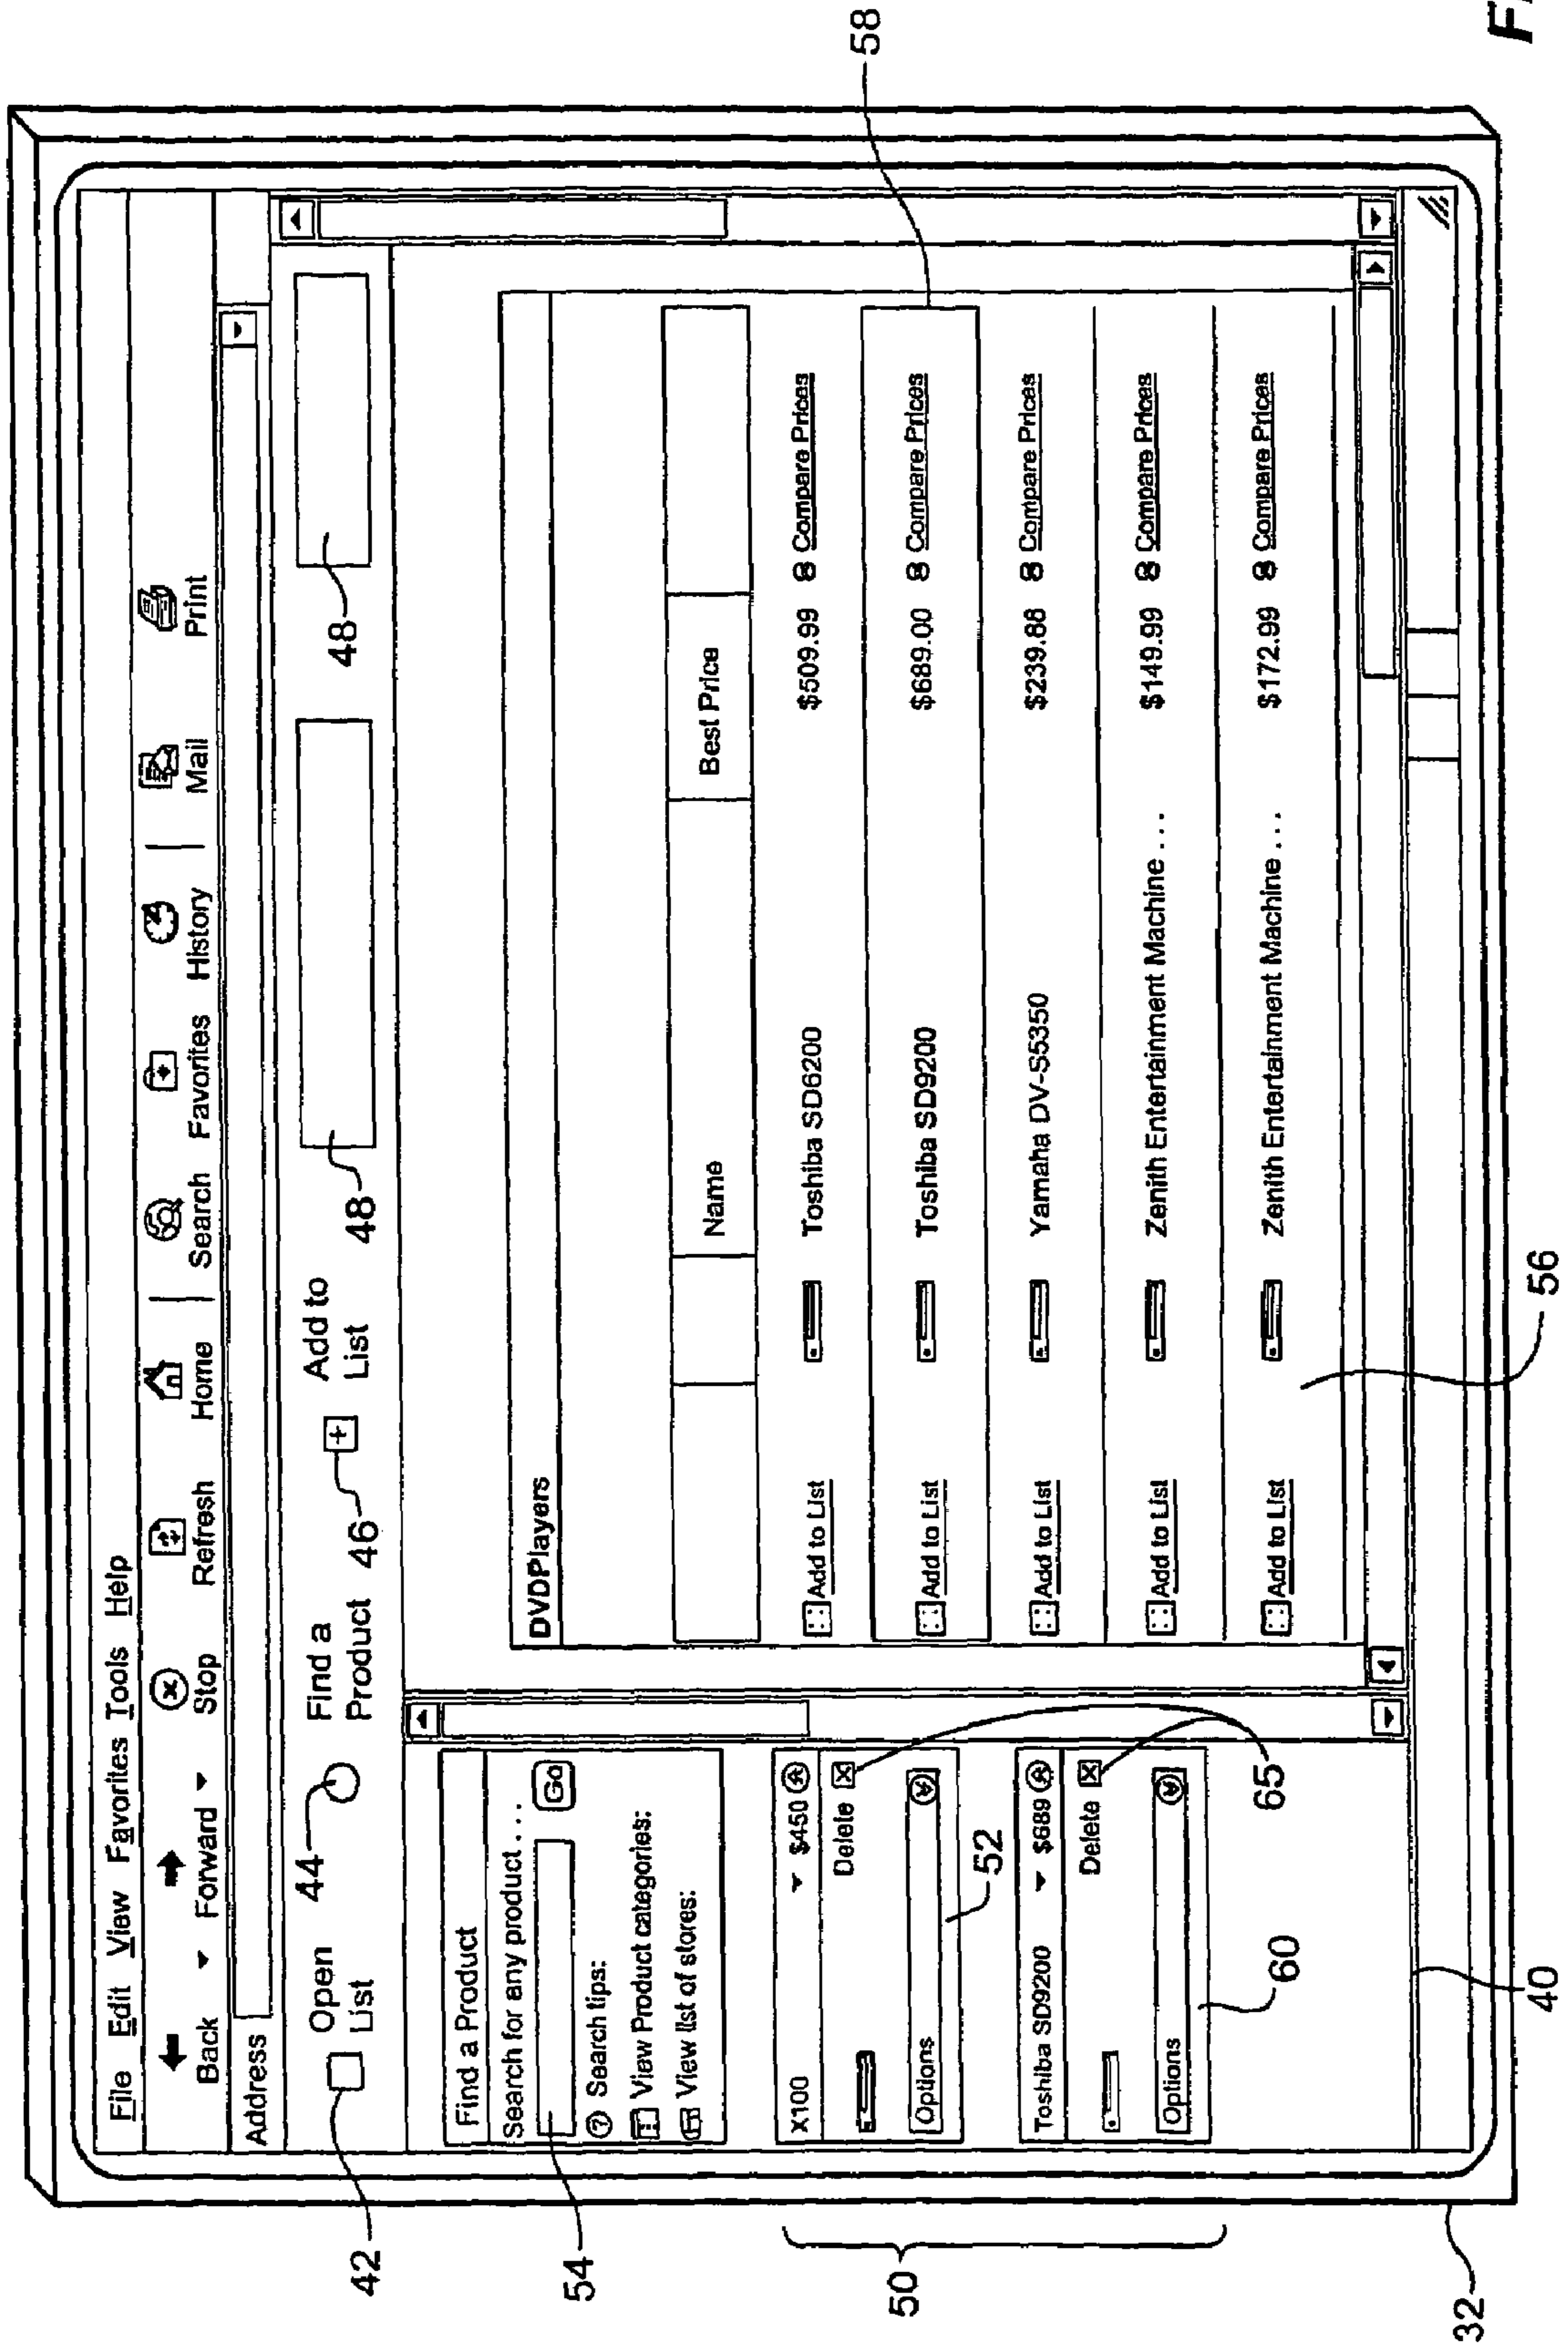 File Edit View Favorites Tools Help
Back Forward Stop Refresh Home Search Favorites History Mail Print
Address
42 Open List
44 Find a Product
46 Add to List
48
48
Find a Product
Search for any product...
54 Go
? Search tips:
View Product categories:
View list of stores:
50
X100 $450
Delete X
Options
52
Toshiba SD9200 $689
Delete X
Options
60
65
DVDPlayers
Name Best Price
Add to List Toshiba SD6200 $509.99 Compare Prices
Add to List Toshiba SD9200 $689.00 Compare Prices
58
Add to List Yamaha DV-S5350 $239.88 Compare Prices
Add to List Zenith Entertainment Machine... $149.99 Compare Prices
Add to List Zenith Entertainment Machine... $172.99 Compare Prices
32
40
56